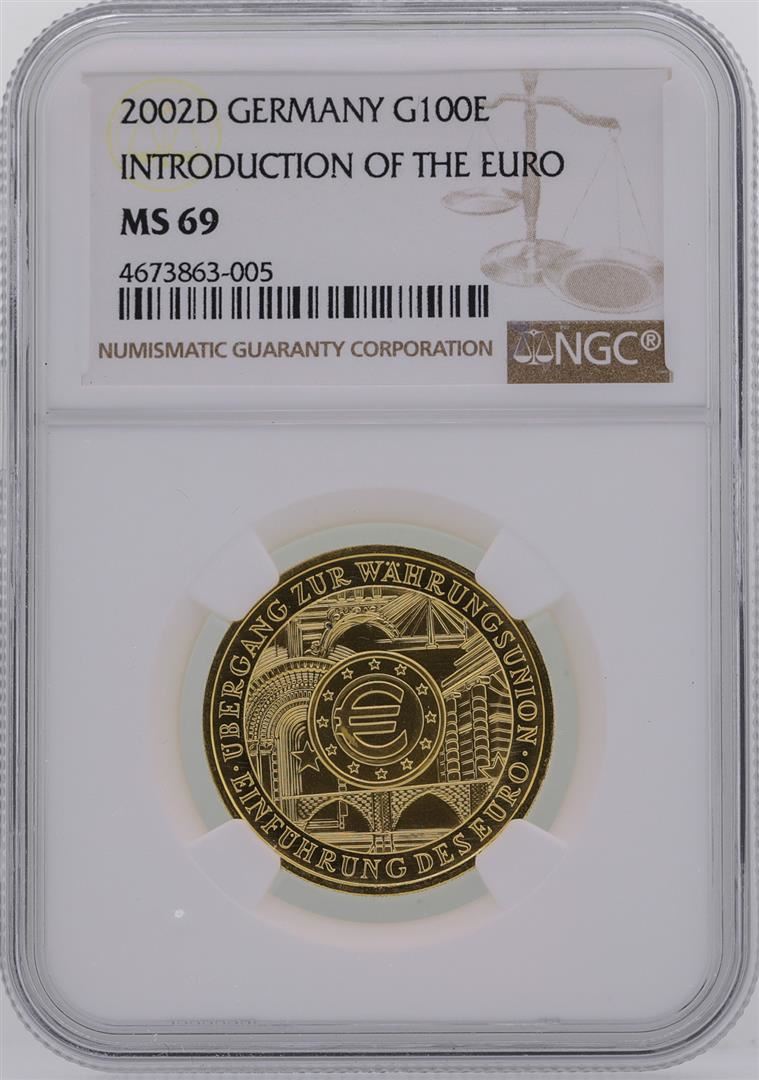 2002D GERMANY G100E
INTRODUCTION OF THE EURO
MS 69
4673863-005
NUMISMATIC GUARANTY CORPORATION
NGC®
· ÜBERGANG ZUR WÄHRUNGSUNION ·
EINFÜHRUNG DES EURO
€